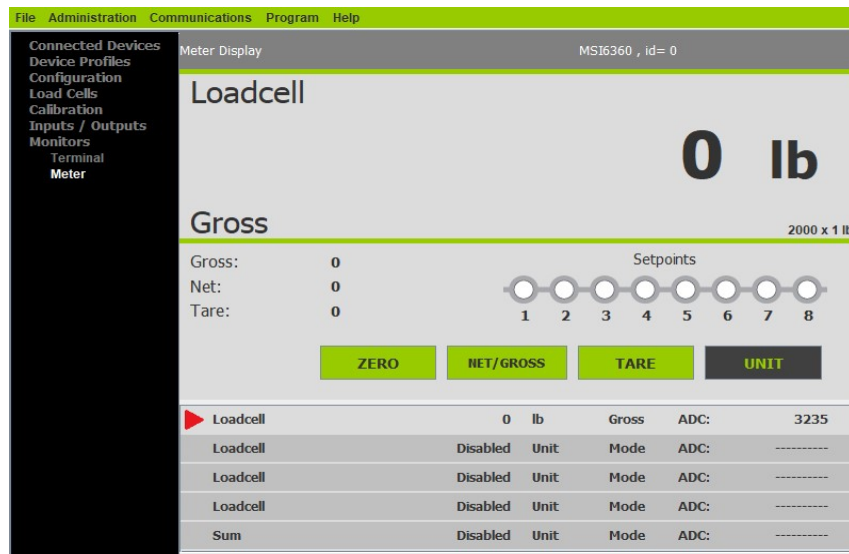 File Administration Communications Program Help
Connected Devices
Device Profiles
Configuration
Load Cells
Calibration
Inputs / Outputs
Monitors
Terminal
Meter
Meter Display MSI6360 , id= 0
Loadcell
0 lb
Gross
2000 x 1 lb
Gross: 0
Net: 0
Tare: 0
Setpoints
1 2 3 4 5 6 7 8
ZERO NET/GROSS TARE UNIT
Loadcell 0 lb Gross ADC: 3235
Loadcell Disabled Unit Mode ADC: ----------
Loadcell Disabled Unit Mode ADC: ----------
Loadcell Disabled Unit Mode ADC: ----------
Sum Disabled Unit Mode ADC: ----------